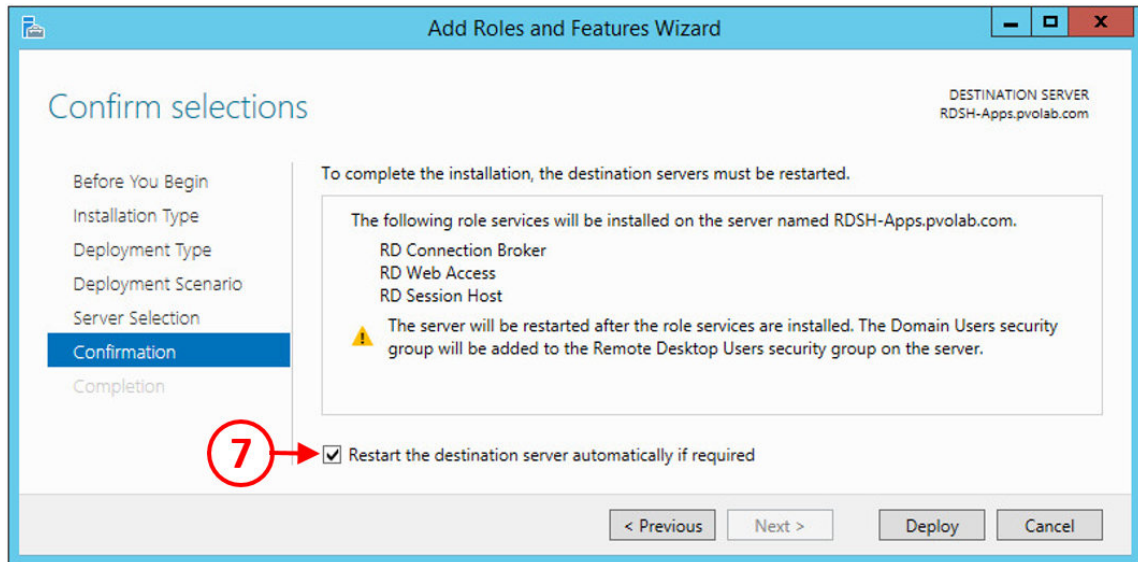 Add Roles and Features Wizard
Confirm selections
DESTINATION SERVER
RDSH-Apps.pvolab.com
Before You Begin
Installation Type
Deployment Type
Deployment Scenario
Server Selection
Confirmation
Completion
To complete the installation, the destination servers must be restarted.
The following role services will be installed on the server named RDSH-Apps.pvolab.com.
RD Connection Broker
RD Web Access
RD Session Host
The server will be restarted after the role services are installed. The Domain Users security
group will be added to the Remote Desktop Users security group on the server.
7
Restart the destination server automatically if required
< Previous
Next >
Deploy
Cancel